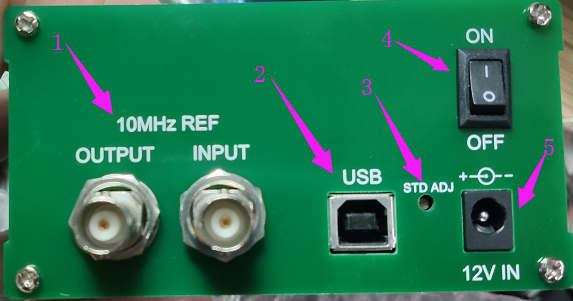 1
2
3
4
5
ON
OFF
10MHz REF
OUTPUT INPUT
USB
STD ADJ
+ --
12V IN